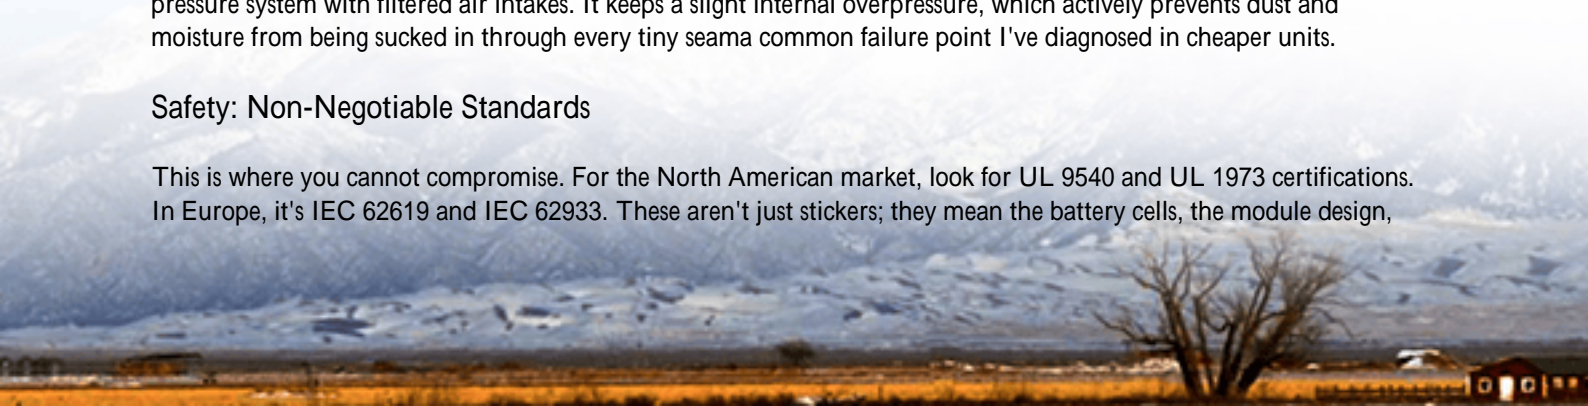 pressure system with filtered air intakes. It keeps a slight internal overpressure, which actively prevents dust and
moisture from being sucked in through every tiny seama common failure point I've diagnosed in cheaper units.
Safety: Non-Negotiable Standards
This is where you cannot compromise. For the North American market, look for UL 9540 and UL 1973 certifications.
In Europe, it's IEC 62619 and IEC 62933. These aren't just stickers; they mean the battery cells, the module design,